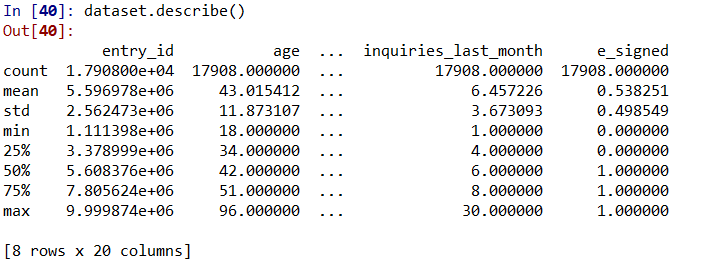 In [40]: dataset.describe()
Out[40]:
entry_id age ... inquiries_last_month e_signed
count 1.790800e+04 17908.000000 ... 17908.000000 17908.000000
mean 5.596978e+06 43.015412 ... 6.457226 0.538251
std 2.562473e+06 11.873107 ... 3.673093 0.498549
min 1.111398e+06 18.000000 ... 1.000000 0.000000
25% 3.378999e+06 34.000000 ... 4.000000 0.000000
50% 5.608376e+06 42.000000 ... 6.000000 1.000000
75% 7.805624e+06 51.000000 ... 8.000000 1.000000
max 9.999874e+06 96.000000 ... 30.000000 1.000000
[8 rows x 20 columns]